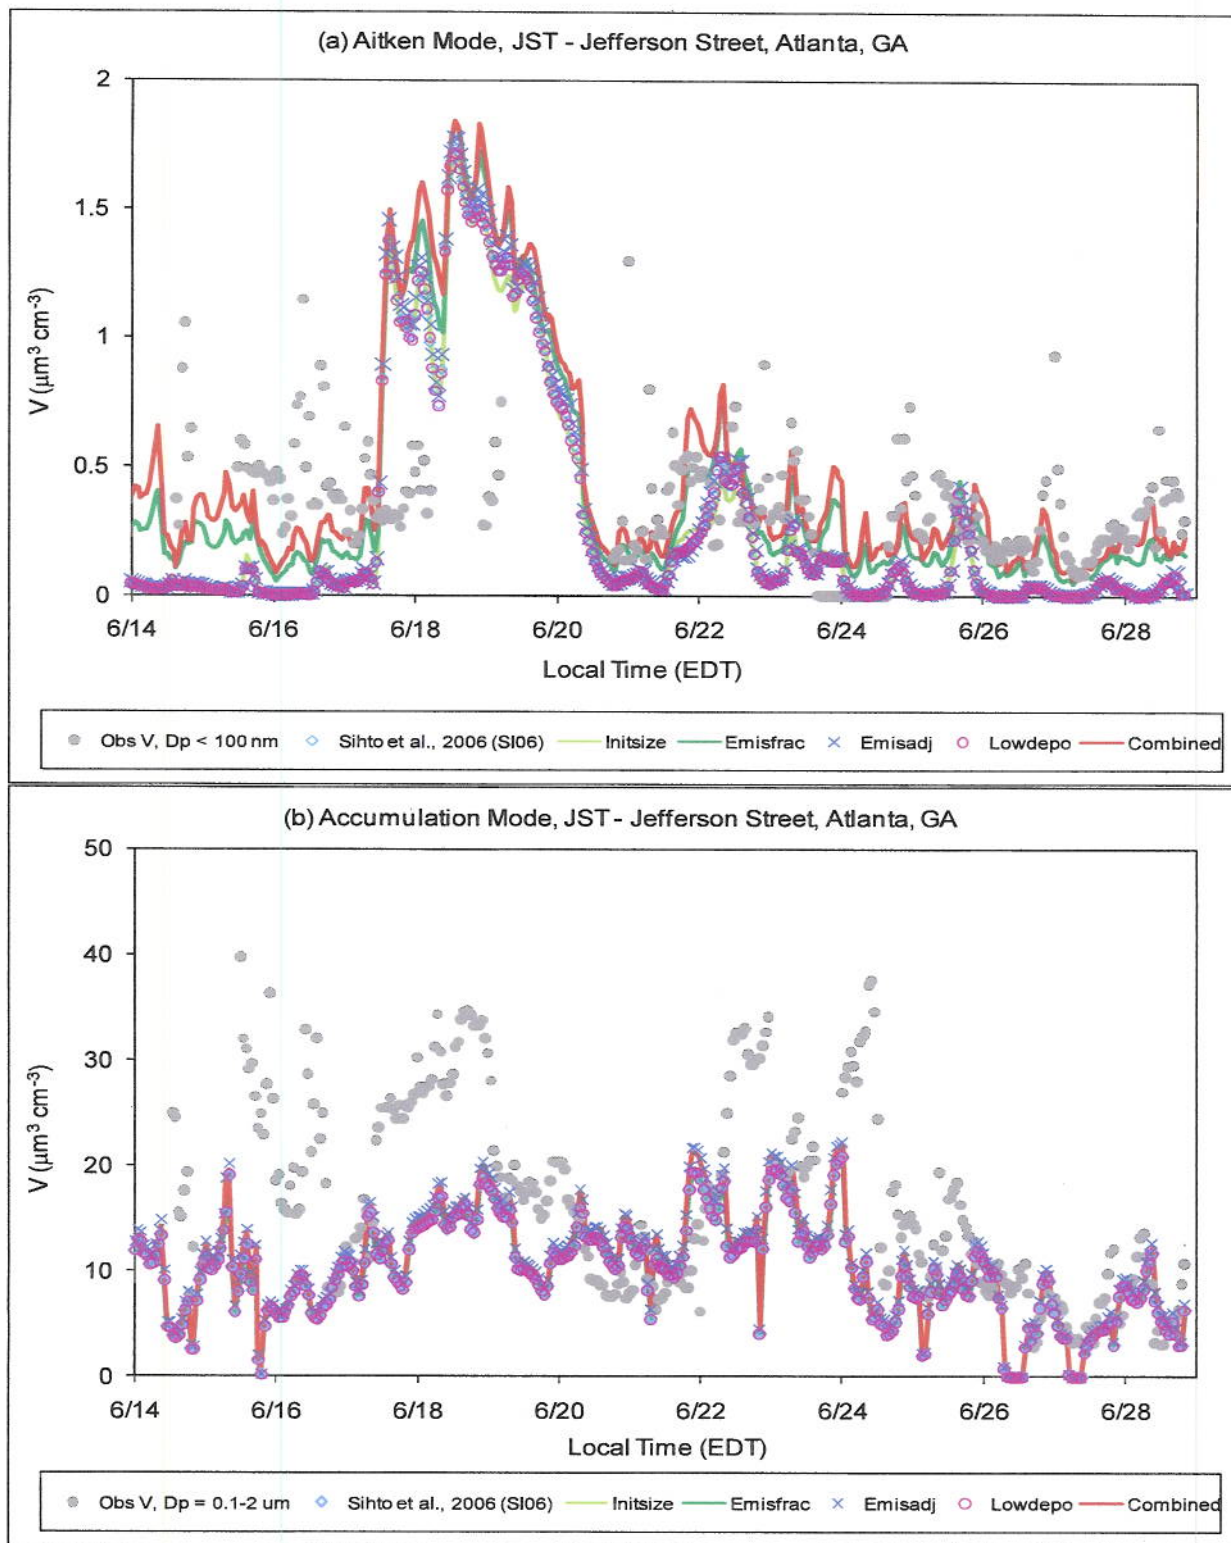 (a) Aitken Mode, JST - Jefferson Street, Atlanta, GA
2
1.5
1
0.5
0
V (µm³ cm⁻³)
6/14 6/16 6/18 6/20 6/22 6/24 6/26 6/28
Local Time (EDT)
Obs V, Dp < 100 nm Sihto et al., 2006 (SI06) Initsize Emisfrac Emisadj Lowdepo Combined
(b) Accumulation Mode, JST - Jefferson Street, Atlanta, GA
50
40
30
20
10
0
V (µm³ cm⁻³)
6/14 6/16 6/18 6/20 6/22 6/24 6/26 6/28
Local Time (EDT)
Obs V, Dp = 0.1-2 um Sihto et al., 2006 (SI06) Initsize Emisfrac Emisadj Lowdepo Combined